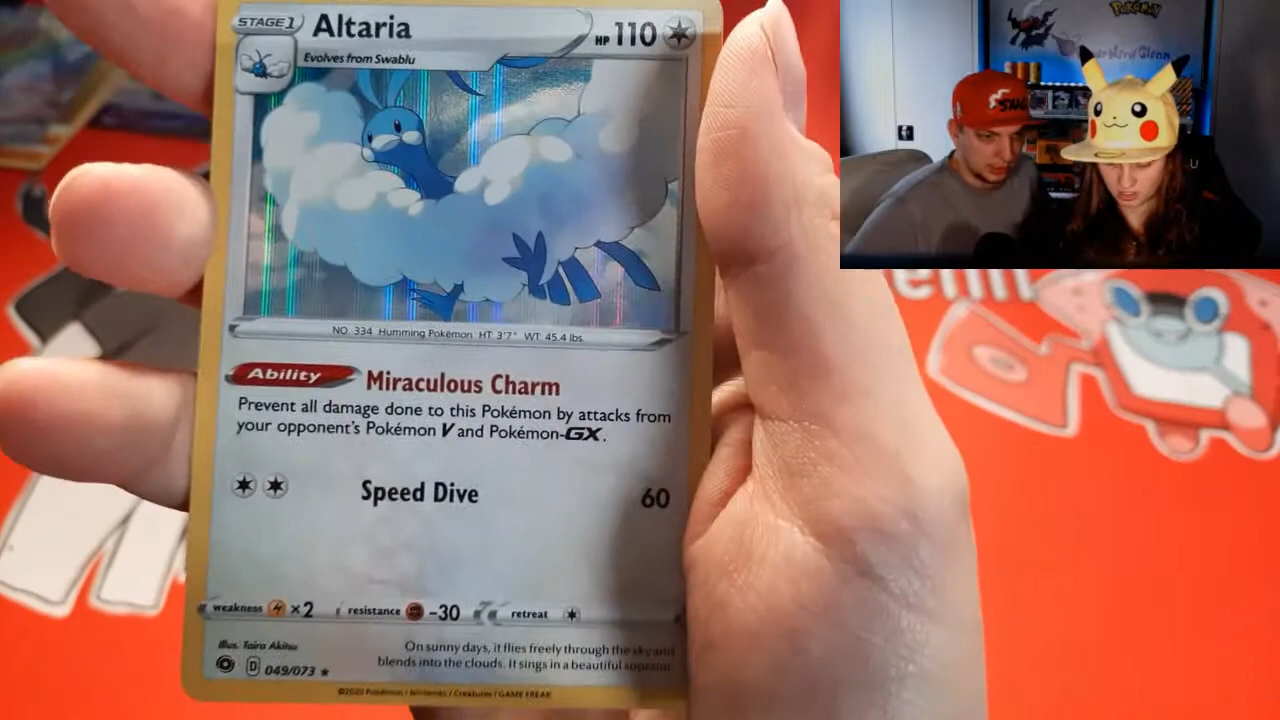 STAGE 1 Altaria HP 110
Evolves from Swablu
NO. 334 Humming Pokémon HT: 3'7" WT: 45.4 lbs.
Ability Miraculous Charm
Prevent all damage done to this Pokémon by attacks from
your opponent's Pokémon V and Pokémon-GX.
Speed Dive 60
weakness ×2 resistance -30 retreat
Illus. Taira Akitsu
On sunny days, it flies freely through the sky and
blends into the clouds. It sings in a beautiful soprano.
D 049/073
©2020 Pokémon / Nintendo / Creatures / GAME FREAK
Pokémon